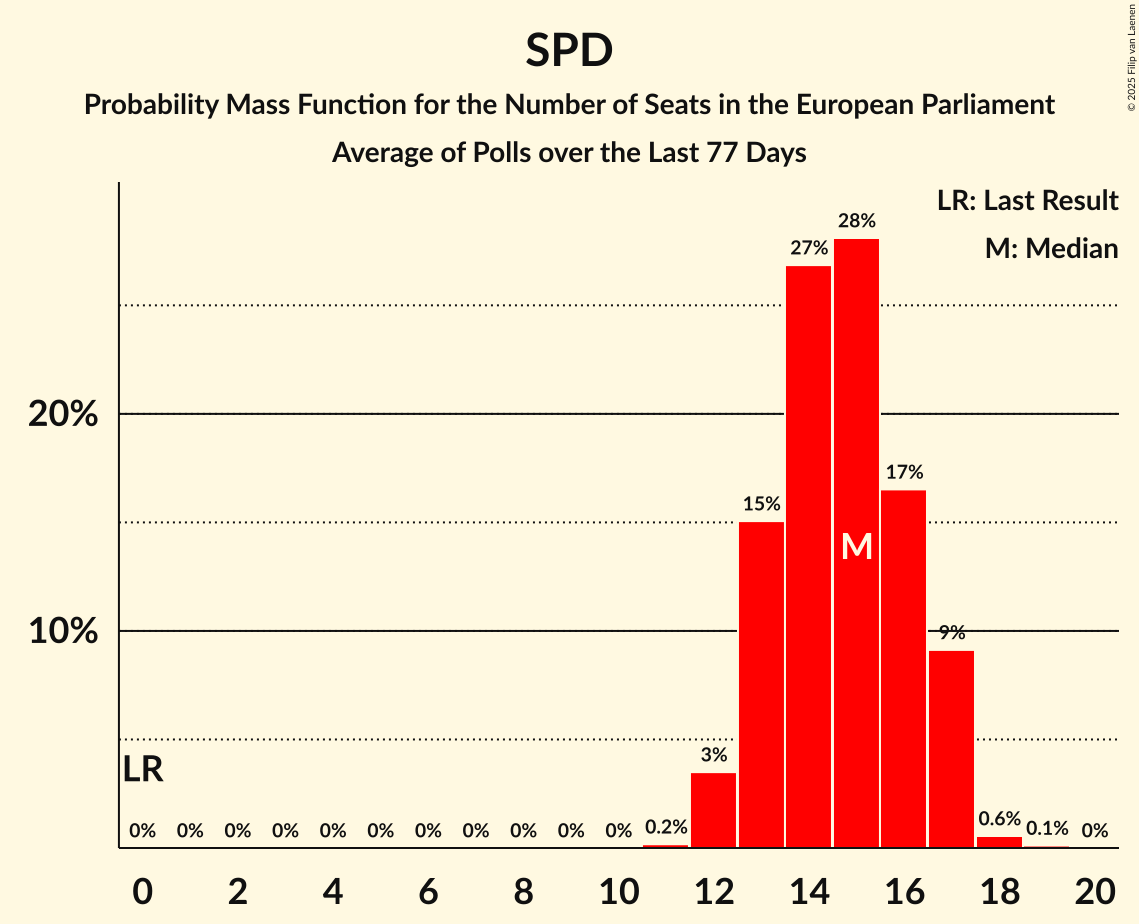 SPD
Probability Mass Function for the Number of Seats in the European Parliament
Average of Polls over the Last 77 Days
© 2025 Filip van Laenen
LR: Last Result
M: Median
28%
27%
20%
17%
15%
M
10%
9%
LR
3%
0% 0% 0% 0% 0% 0% 0% 0% 0% 0% 0% 0.2% 0.6% 0.1% 0%
0 2 4 6 8 10 12 14 16 18 20